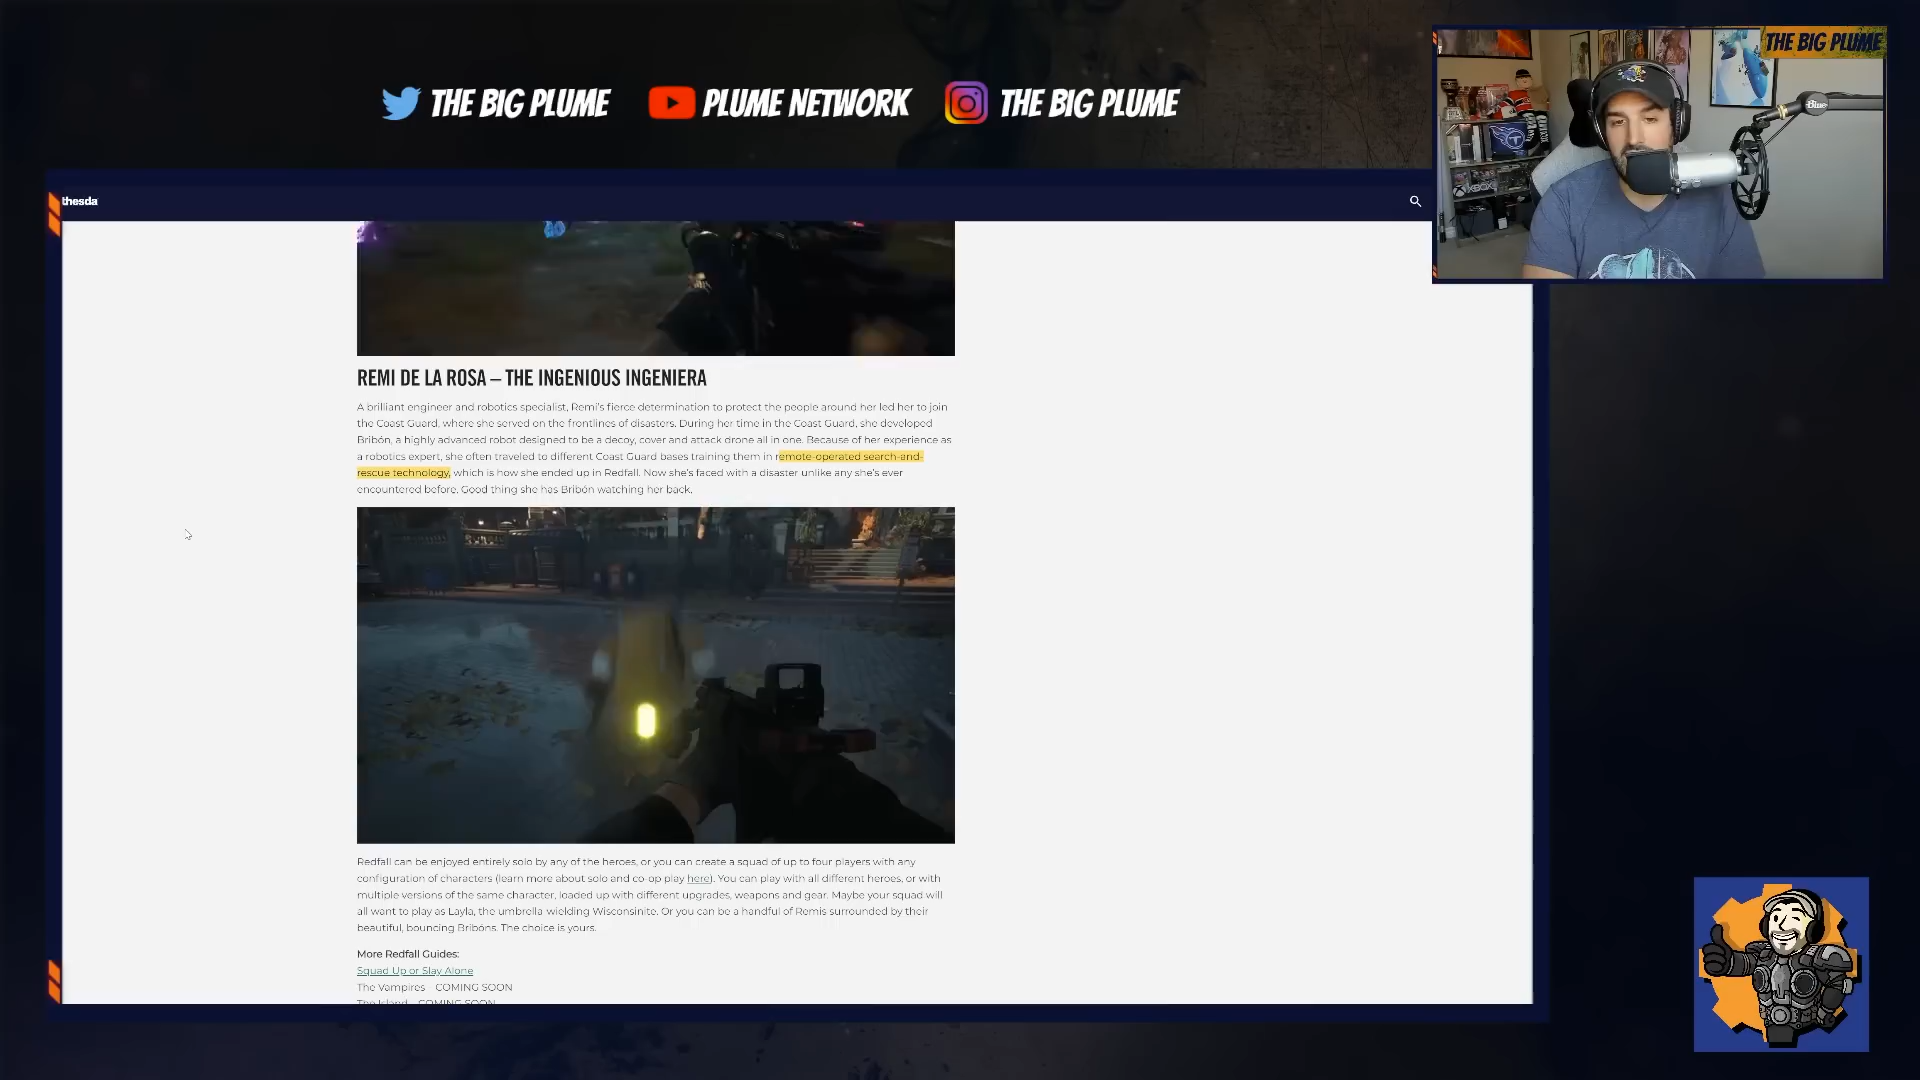 THE BIG PLUME
THE BIG PLUME PLUME NETWORK THE BIG PLUME
thesda
XBOX
Blue
REMI DE LA ROSA – THE INGENIOUS INGENIERA
A brilliant engineer and robotics specialist, Remi's fierce determination to protect the people around her led her to join
the Coast Guard, where she served on the frontlines of disasters. During her time in the Coast Guard, she developed
Bribón, a highly advanced robot designed to be a decoy, cover and attack drone all in one. Because of her experience as
a robotics expert, she often traveled to different Coast Guard bases training them in remote-operated search-and-
rescue technology, which is how she ended up in Redfall. Now she's faced with a disaster unlike any she's ever
encountered before. Good thing she has Bribón watching her back.
Redfall can be enjoyed entirely solo by any of the heroes, or you can create a squad of up to four players with any
configuration of characters (learn more about solo and co-op play here). You can play with all different heroes, or with
multiple versions of the same character, loaded up with different upgrades, weapons and gear. Maybe your squad will
all want to play as Layla, the umbrella wielding Wisconsinite. Or you can be a handful of Remis surrounded by their
beautiful, bouncing Bribóns. The choice is yours.
More Redfall Guides:
Squad Up or Slay Alone
The Vampires COMING SOON
The Island COMING SOON